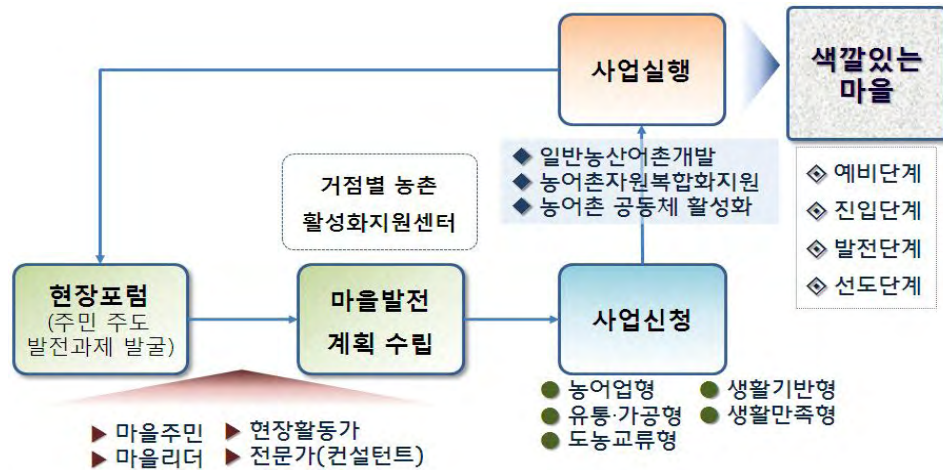 사업실행
색깔있는
마을
◆ 일반농산어촌개발
◆ 농어촌자원복합화지원
◆ 농어촌 공동체 활성화
예비단계
진입단계
발전단계
선도단계
거점별 농촌
활성화지원센터
현장포럼
(주민 주도
발전과제 발굴)
마을발전
계획 수립
사업신청
▶ 마을주민 ▶ 현장활동가
▶ 마을리더 ▶ 전문가(컨설턴트)
● 농어업형 ● 생활기반형
● 유통·가공형 ● 생활만족형
● 도농교류형